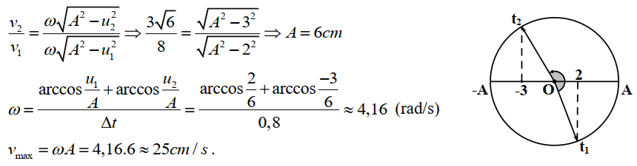 v₂/v₁ = ω√(A² − u₂²)/ω√(A² − u₁²) ⇒ 3√6/8 = √(A² − 3²)/√(A² − 2²) ⇒ A = 6cm
ω = (arccos u₁/A + arccos u₂/A)/Δt = (arccos 2/6 + arccos −3/6)/0,8 ≈ 4,16 (rad/s)
v_max = ωA = 4,16.6 ≈ 25cm / s .
t₂
-A -3 O 2 A
t₁